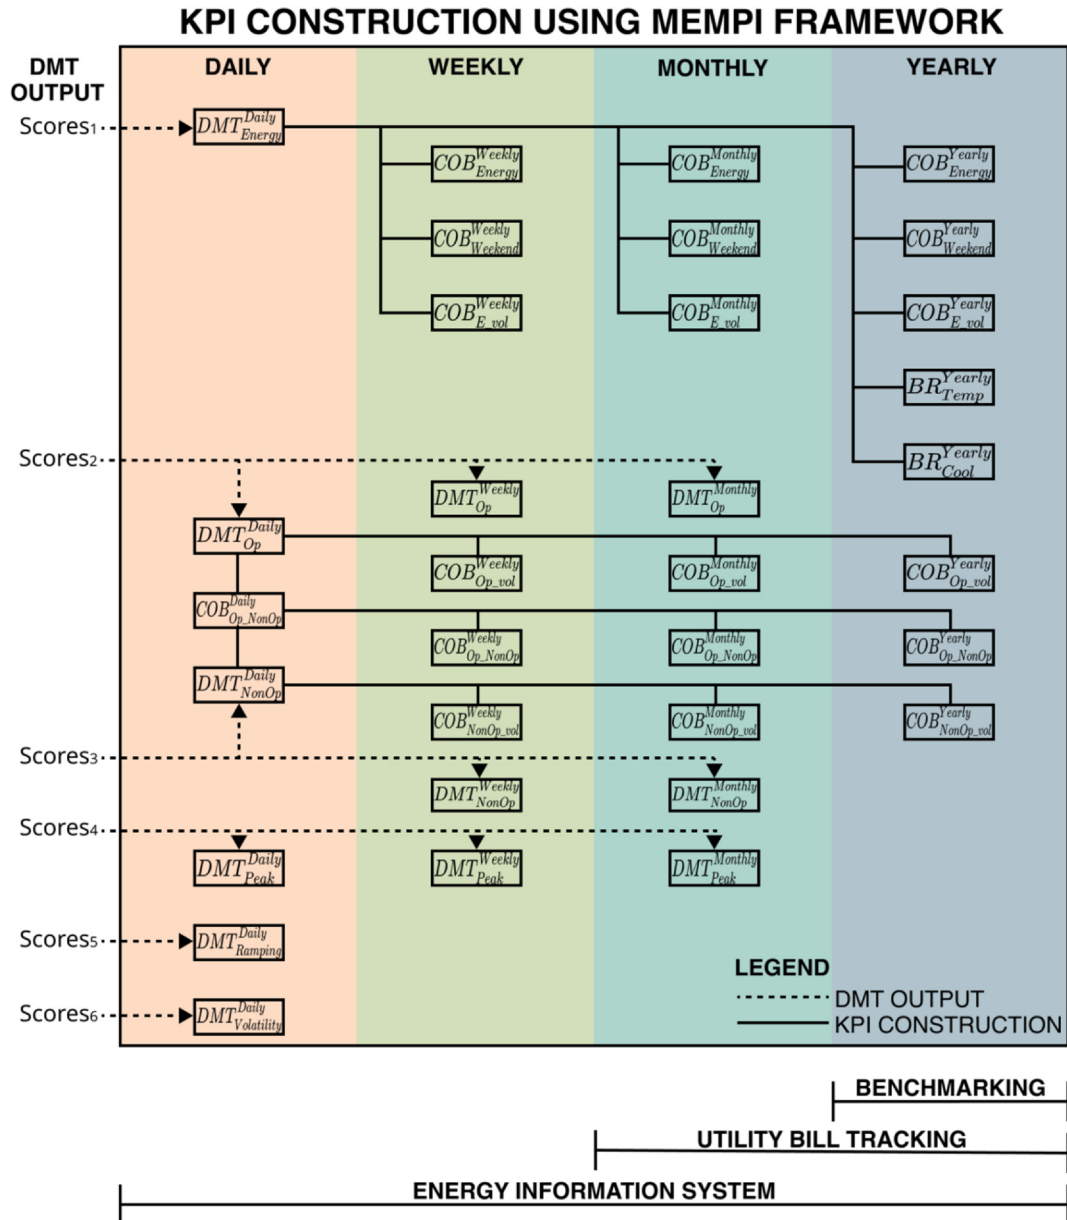 KPI CONSTRUCTION USING MEMPI FRAMEWORK
DMT
OUTPUT
DAILY
WEEKLY
MONTHLY
YEARLY
Scores1
DMT Daily Energy
COB Weekly Energy
COB Monthly Energy
COB Yearly Energy
COB Weekly Weekend
COB Monthly Weekend
COB Yearly Weekend
COB Weekly E_vol
COB Monthly E_vol
COB Yearly E_vol
BR Yearly Temp
BR Yearly Cool
Scores2
DMT Weekly Op
DMT Monthly Op
DMT Daily Op
COB Weekly Op_vol
COB Monthly Op_vol
COB Yearly Op_vol
COB Daily Op_NonOp
COB Weekly Op_NonOp
COB Monthly Op_NonOp
COB Yearly Op_NonOp
DMT Daily NonOp
COB Weekly NonOp_vol
COB Monthly NonOp_vol
COB Yearly NonOp_vol
Scores3
DMT Weekly NonOp
DMT Monthly NonOp
Scores4
DMT Daily Peak
DMT Weekly Peak
DMT Monthly Peak
Scores5
DMT Daily Ramping
Scores6
DMT Daily Volatility
LEGEND
DMT OUTPUT
KPI CONSTRUCTION
BENCHMARKING
UTILITY BILL TRACKING
ENERGY INFORMATION SYSTEM